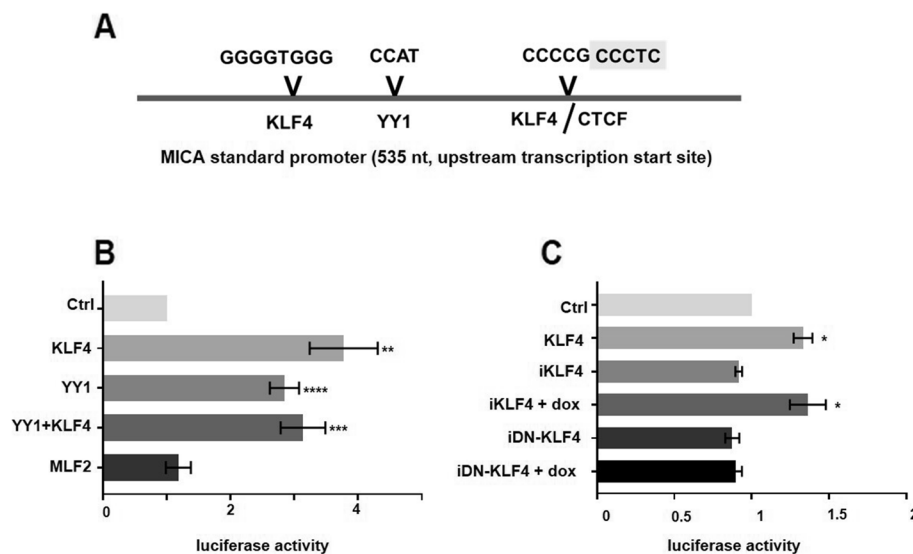 A
GGGGTGGG CCAT CCCCG CCCTC
KLF4 YY1 KLF4 / CTCF
MICA standard promoter (535 nt, upstream transcription start site)
B
Ctrl
KLF4 **
YY1 ****
YY1+KLF4 ***
MLF2
0 2 4
luciferase activity
C
Ctrl
KLF4 *
iKLF4
iKLF4 + dox *
iDN-KLF4
iDN-KLF4 + dox
0 0.5 1 1.5 2
luciferase activity